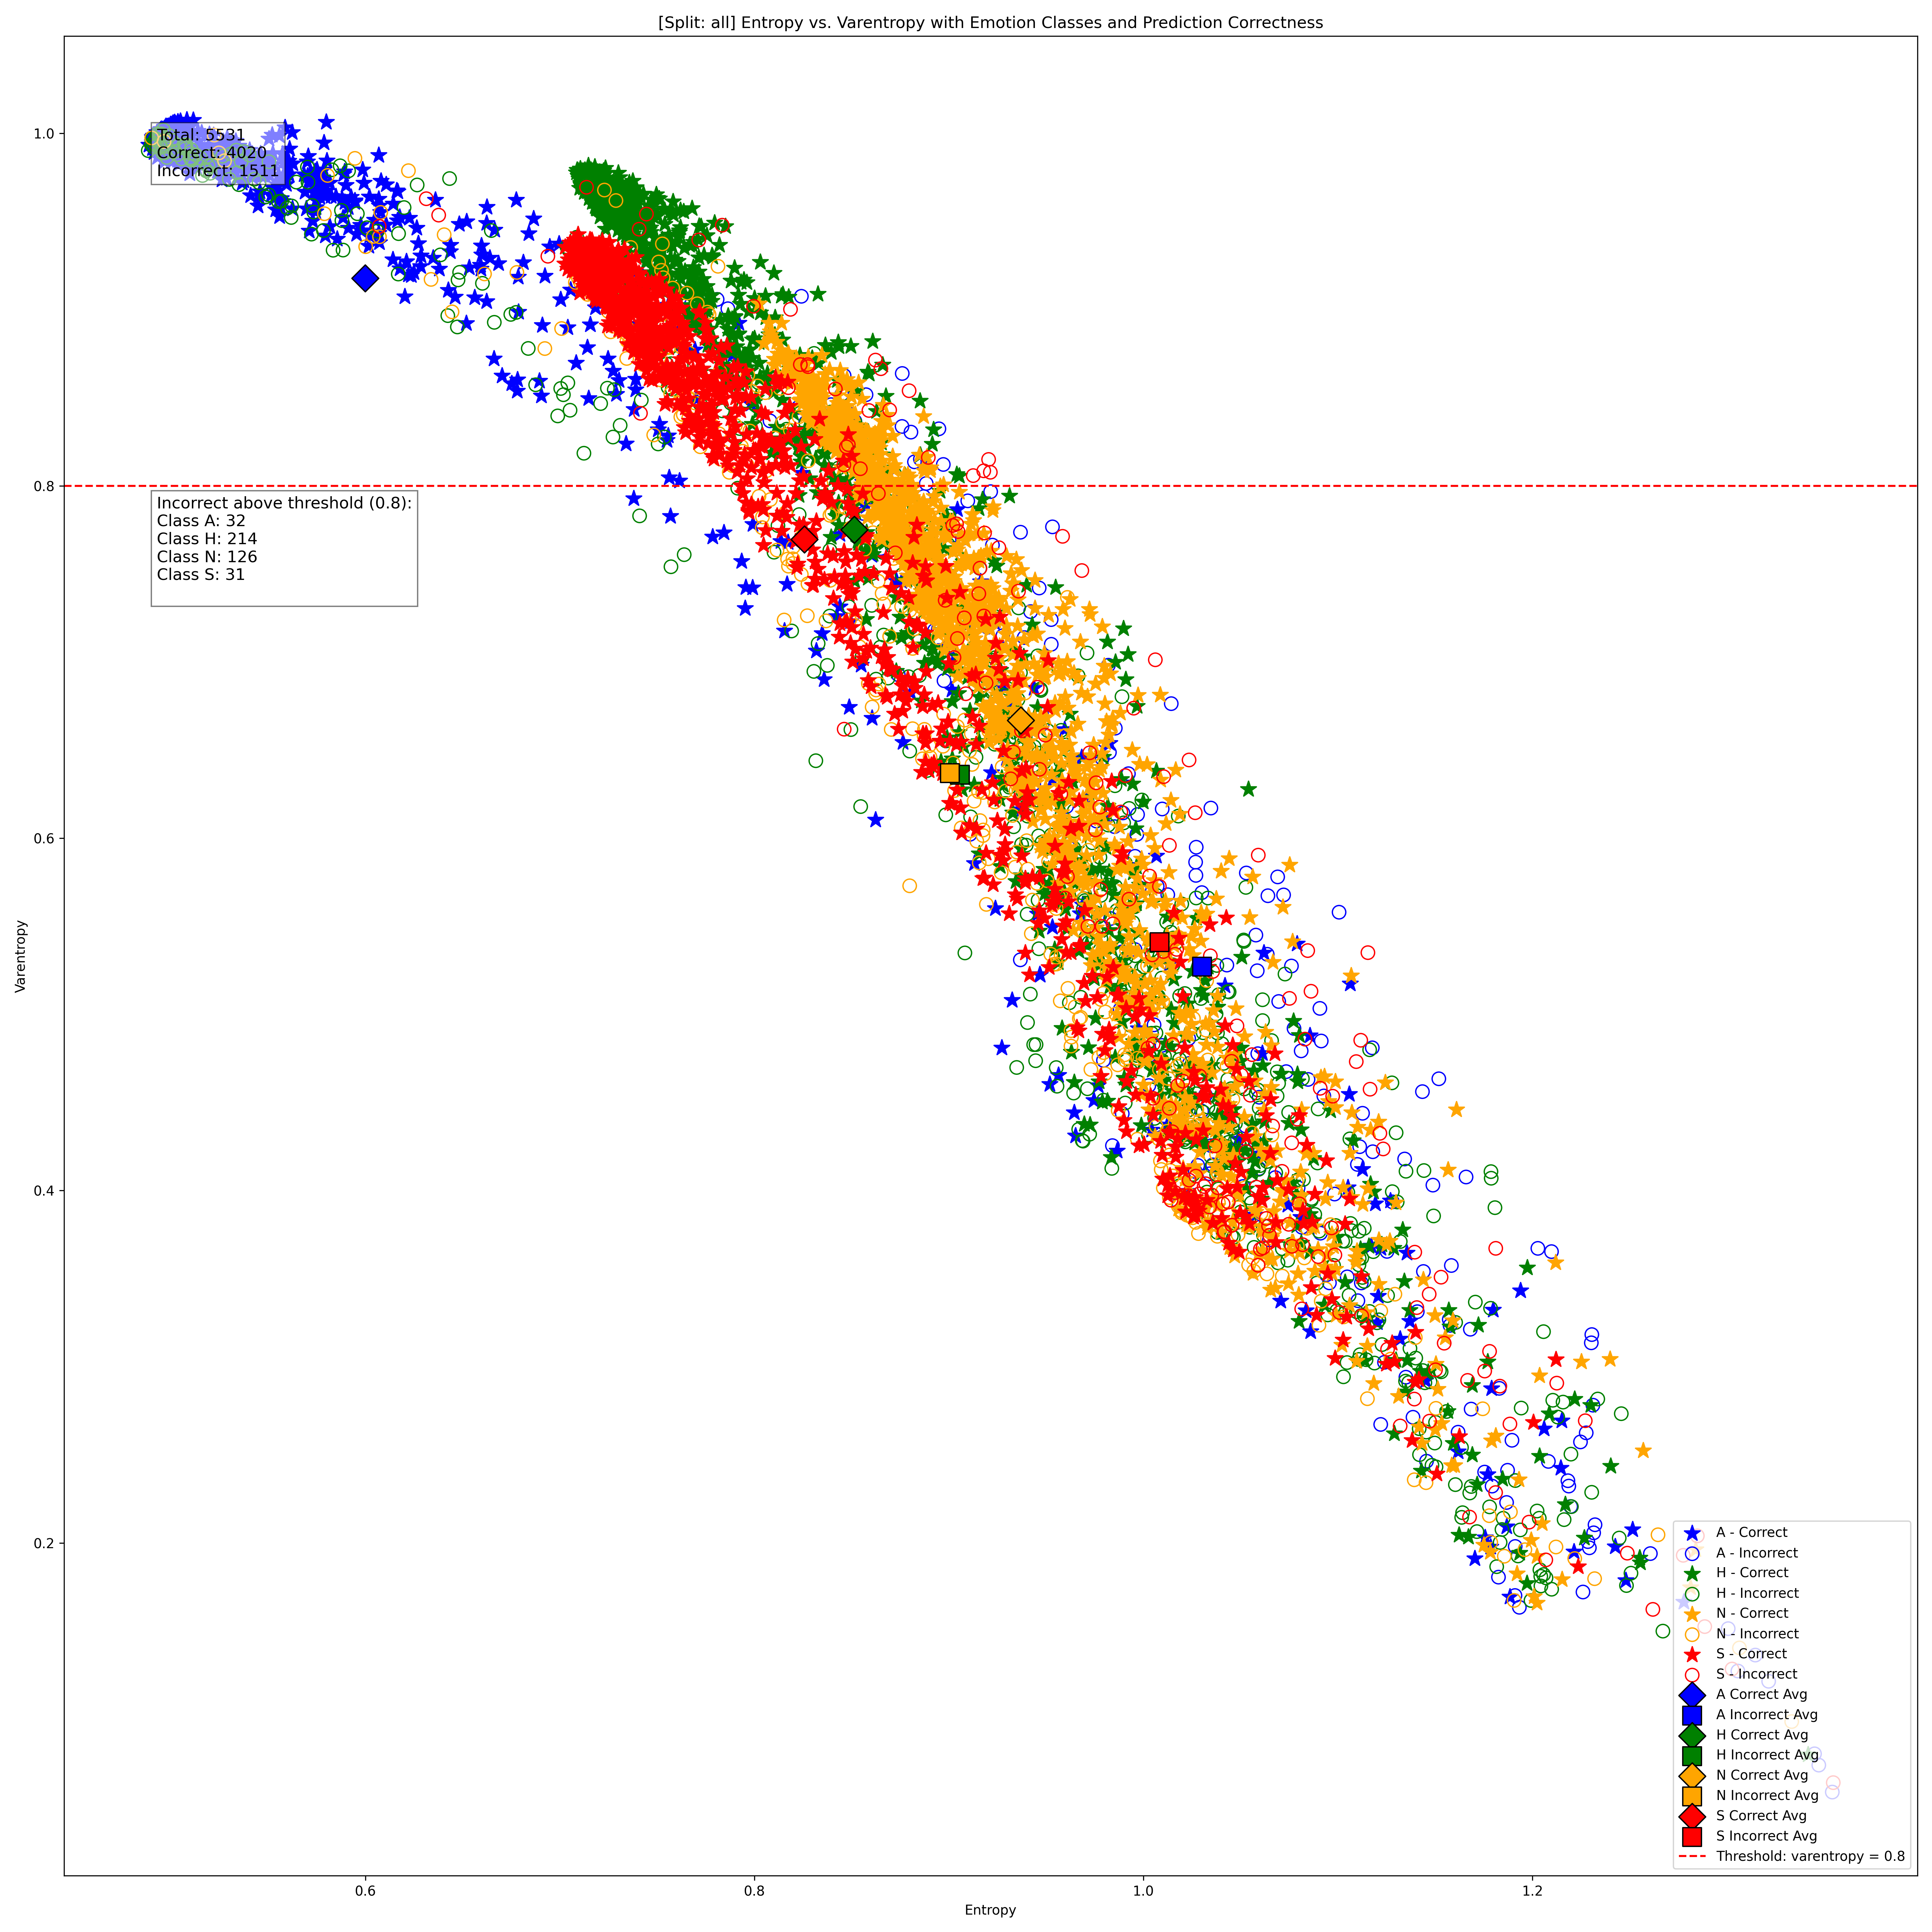 [Split: all] Entropy vs. Varentropy with Emotion Classes and Prediction Correctness
1.0
0.8
0.6
0.4
0.2
Varentropy
Total: 5531
Correct: 4020
Incorrect: 1511
Incorrect above threshold (0.8):
Class A: 32
Class H: 214
Class N: 126
Class S: 31
A - Correct
A - Incorrect
H - Correct
H - Incorrect
N - Correct
N - Incorrect
S - Correct
S - Incorrect
A Correct Avg
A Incorrect Avg
H Correct Avg
H Incorrect Avg
N Correct Avg
N Incorrect Avg
S Correct Avg
S Incorrect Avg
Threshold: varentropy = 0.8
0.6
0.8
1.0
1.2
Entropy